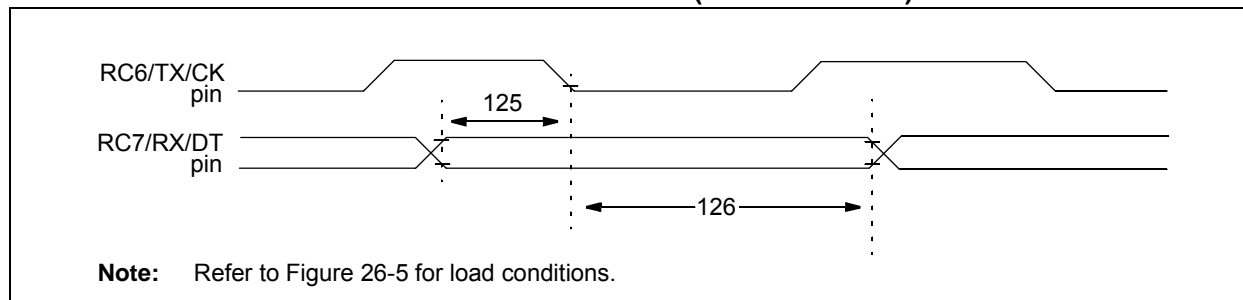 RC6/TX/CK
pin
125
RC7/RX/DT
pin
126
Note: Refer to Figure 26-5 for load conditions.